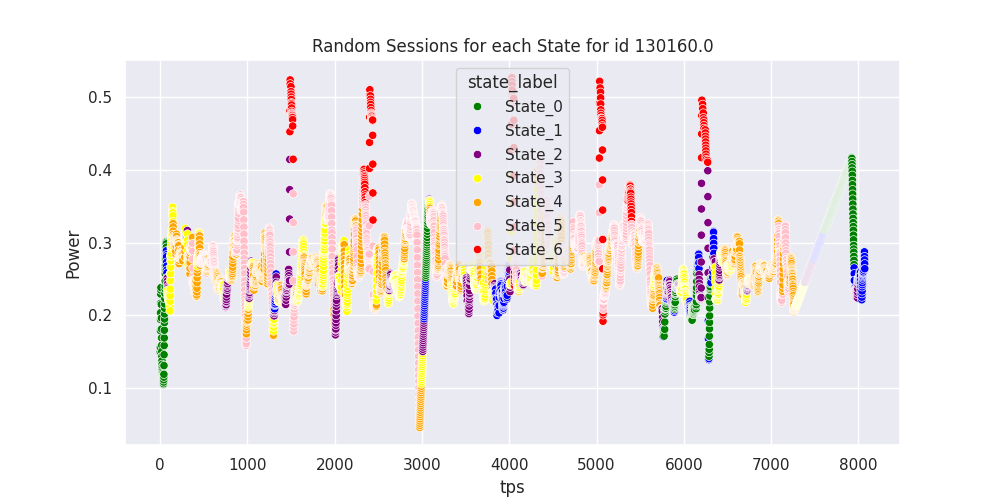 Random Sessions for each State for id 130160.0
Power
0.5
0.4
0.3
0.2
0.1
state_label
State_0
State_1
State_2
State_3
State_4
State_5
State_6
0 1000 2000 3000 4000 5000 6000 7000 8000
tps